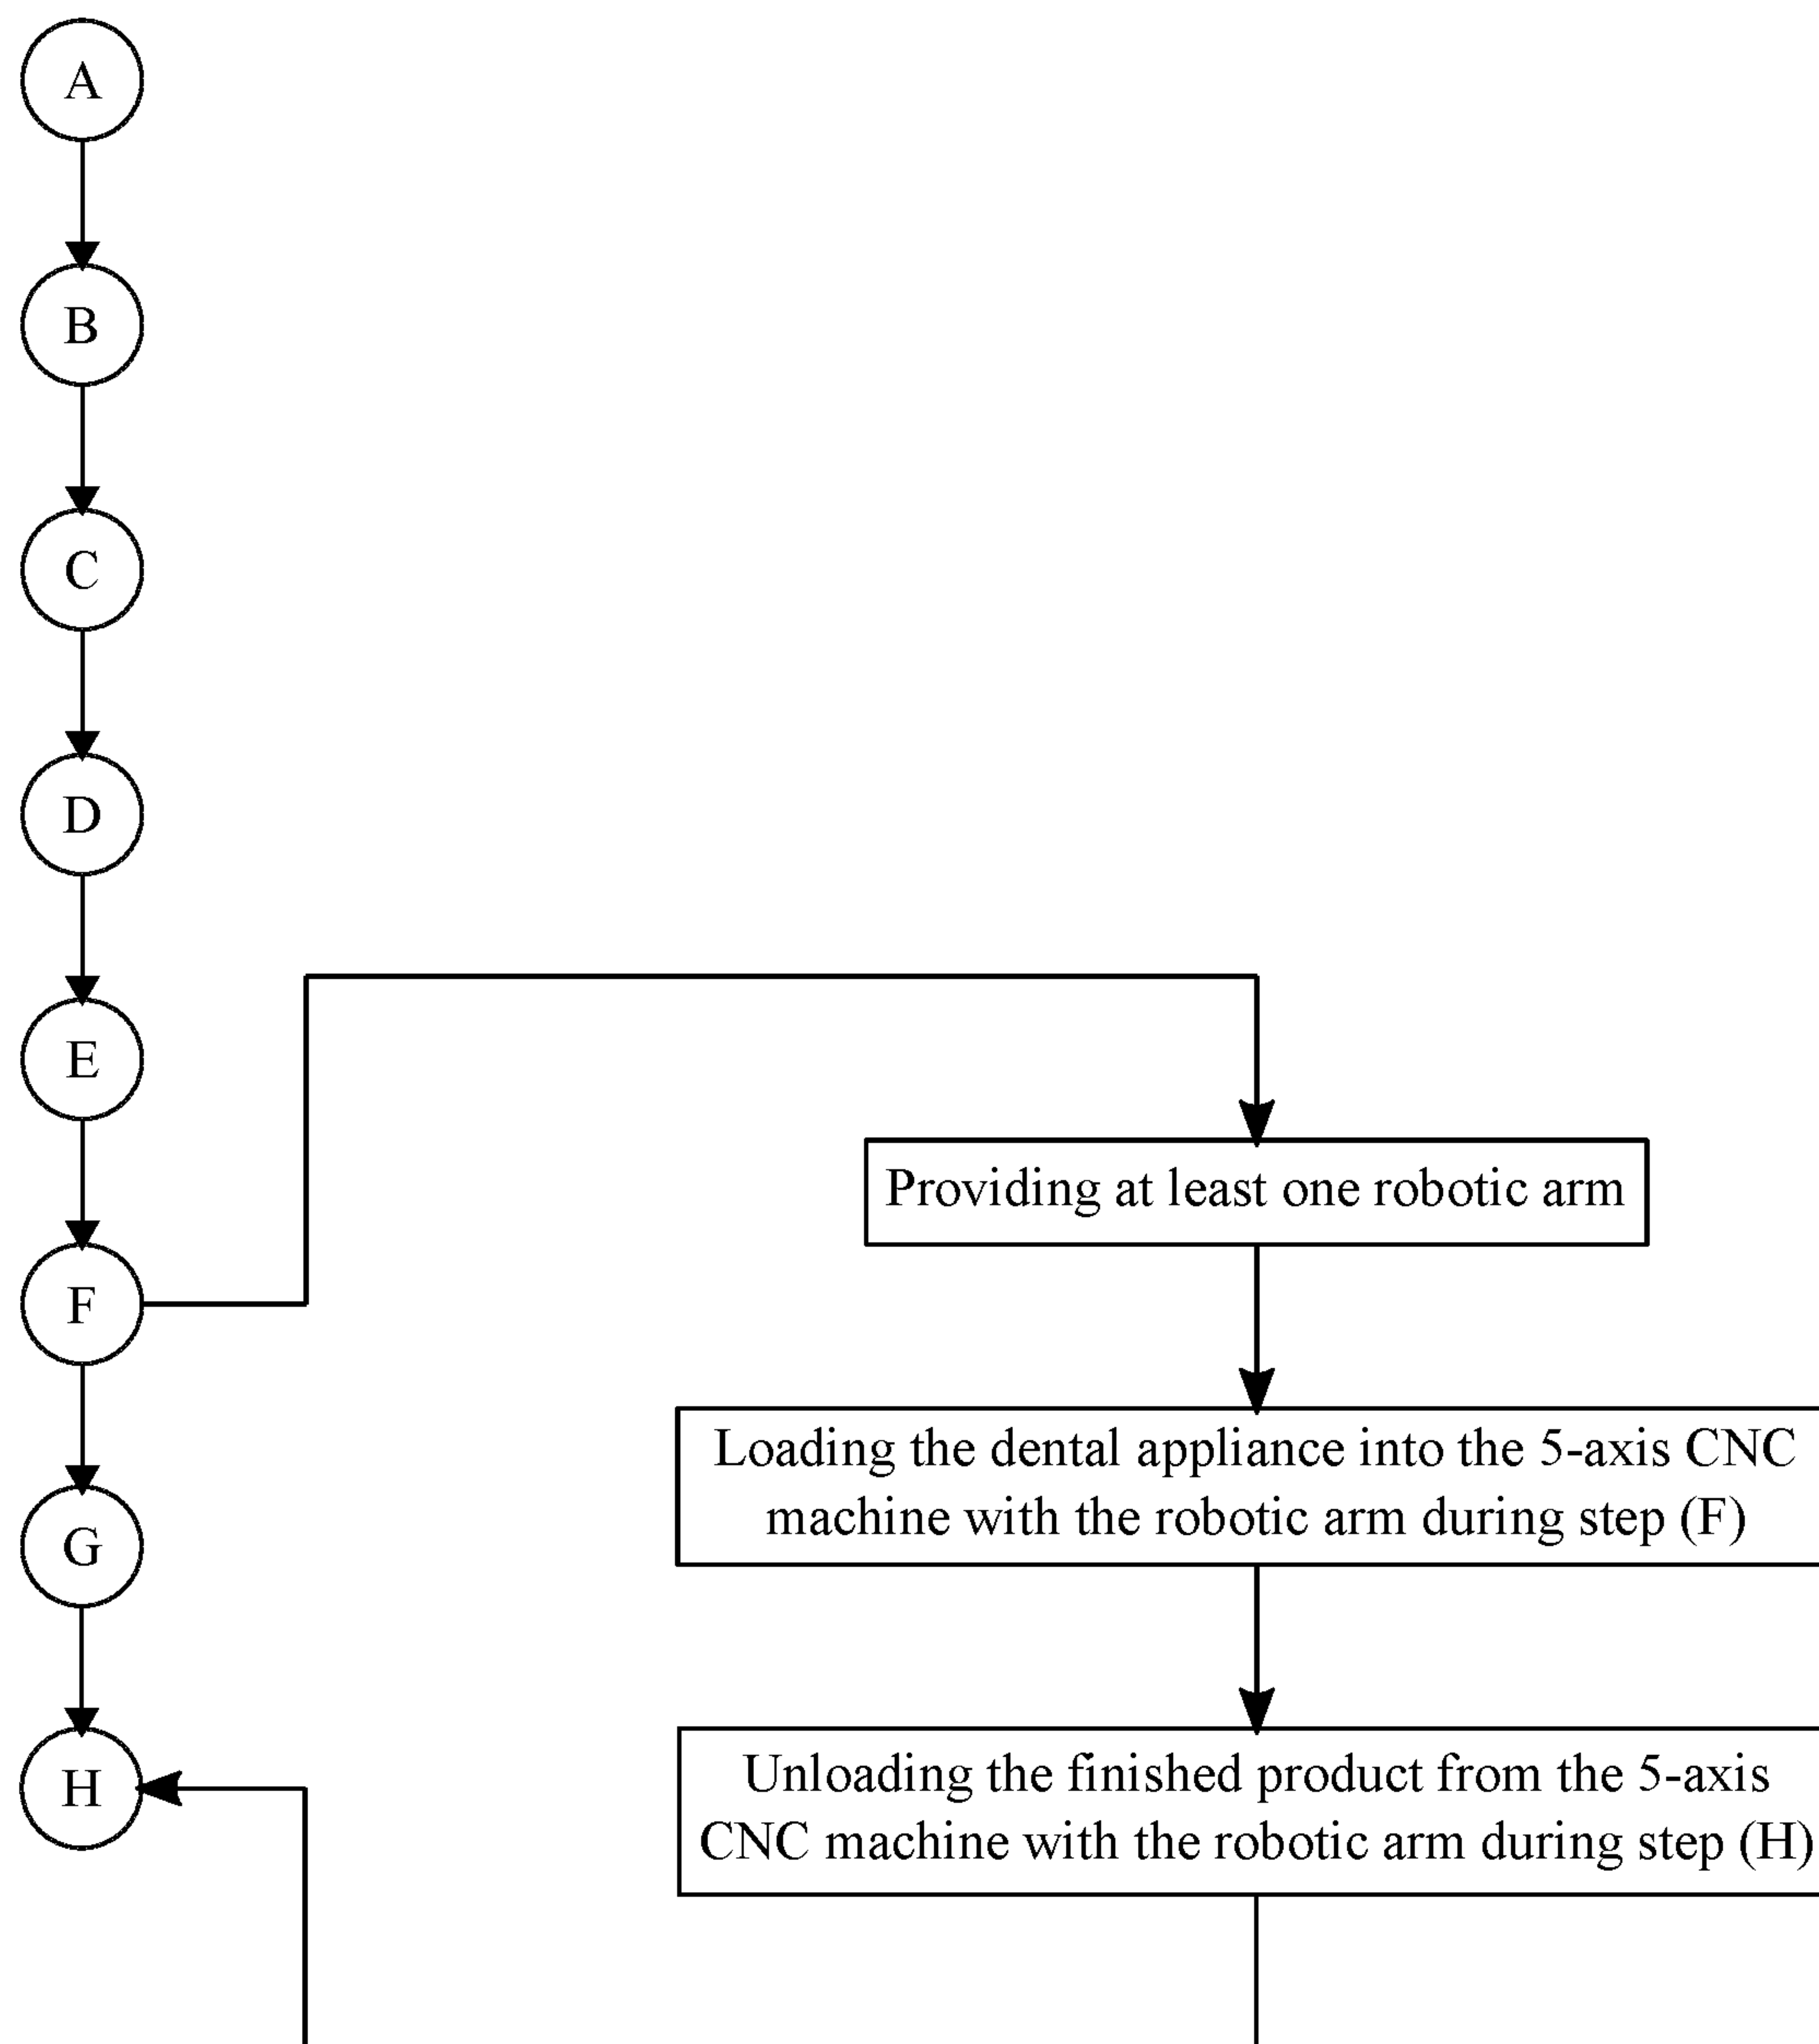 A
B
C
D
E
F
G
H
Providing at least one robotic arm
Loading the dental appliance into the 5-axis CNC
machine with the robotic arm during step (F)
Unloading the finished product from the 5-axis
CNC machine with the robotic arm during step (H)